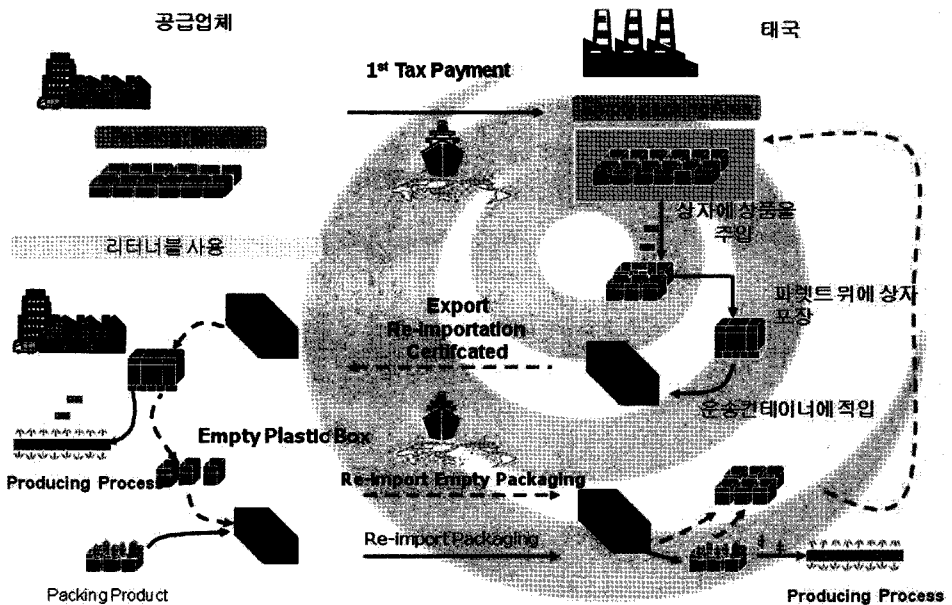 공급업체
태국
1st Tax Payment
상자에 상품을
주입
리터너블 사용
파렛트 위에 상자
포장
Export
Re-importation
Certifcated
운송컨테이너에 적입
Empty Plastic Box
Producing Process
Re-import Empty Packaging
Re-import Packaging
Packing Product
Producing Process